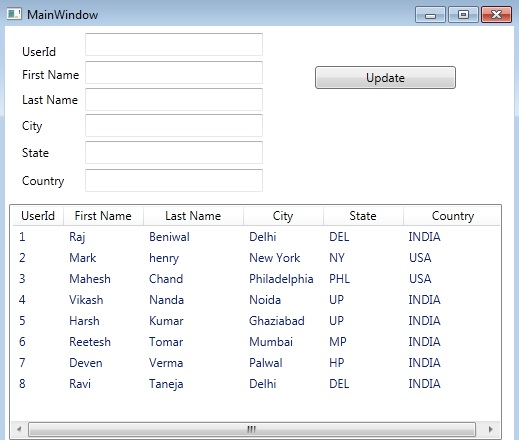 MainWindow
UserId
First Name
Update
Last Name
City
State
Country
UserId First Name Last Name City State Country
1 Raj Beniwal Delhi DEL INDIA
2 Mark henry New York NY USA
3 Mahesh Chand Philadelphia PHL USA
4 Vikash Nanda Noida UP INDIA
5 Harsh Kumar Ghaziabad UP INDIA
6 Reetesh Tomar Mumbai MP INDIA
7 Deven Verma Palwal HP INDIA
8 Ravi Taneja Delhi DEL INDIA